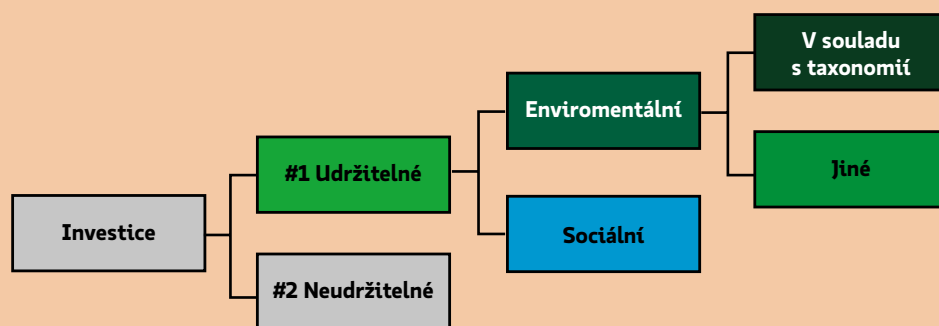 Investice
#1 Udržitelné
#2 Neudržitelné
Enviromentální
Sociální
V souladu
s taxonomií
Jiné